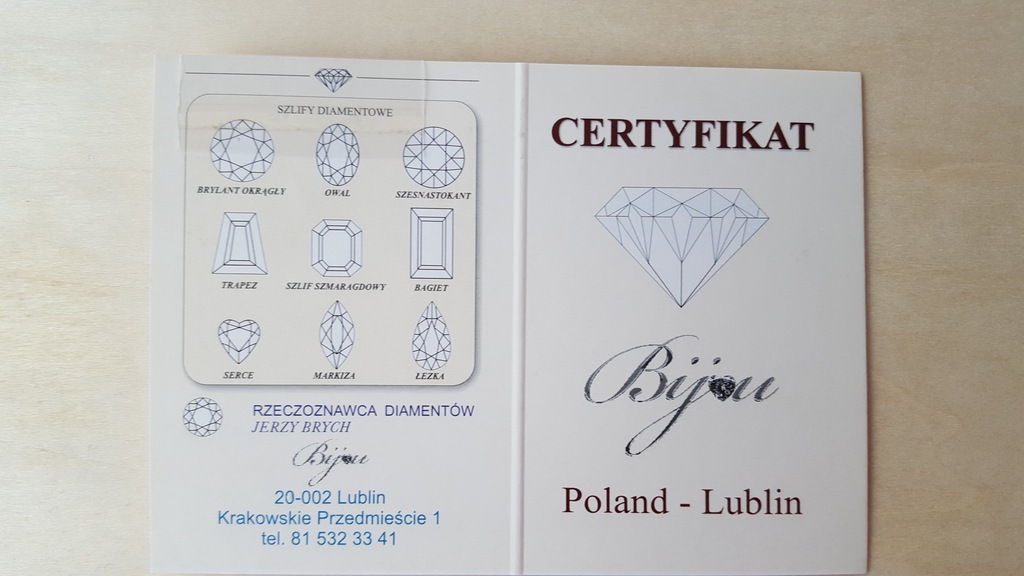 SZLIFY DIAMENTOWE
BRYLANT OKRĄGŁY OWAL SZESNASTOKANT
TRAPEZ SZLIF SZMARAGDOWY BAGIET
SERCE MARKIZA ŁEZKA
RZECZOZNAWCA DIAMENTÓW
JERZY BRYCH
Bijou
20-002 Lublin
Krakowskie Przedmieście 1
tel. 81 532 33 41
CERTYFIKAT
Bijou
Poland - Lublin